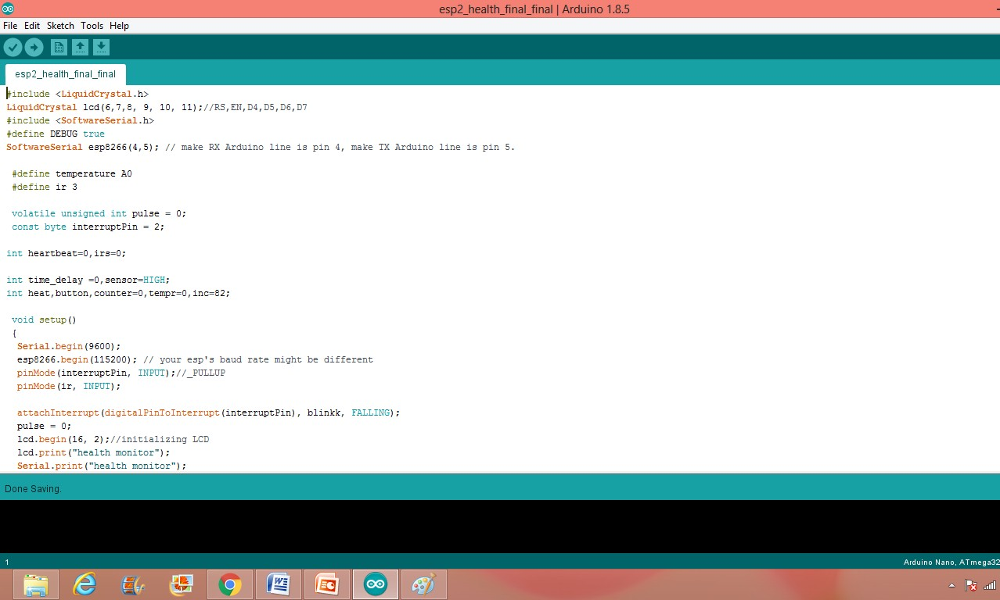 esp2_health_final_final | Arduino 1.8.5
File Edit Sketch Tools Help
esp2_health_final_final
#include <LiquidCrystal.h>
LiquidCrystal lcd(6,7,8, 9, 10, 11);//RS,EN,D4,D5,D6,D7
#include <SoftwareSerial.h>
#define DEBUG true
SoftwareSerial esp8266(4,5); // make RX Arduino line is pin 4, make TX Arduino line is pin 5.
#define temperature A0
#define ir 3
volatile unsigned int pulse = 0;
const byte interruptPin = 2;
int heartbeat=0,irs=0;
int time_delay =0,sensor=HIGH;
int heat,button,counter=0,tempr=0,inc=82;
void setup()
{
Serial.begin(9600);
esp8266.begin(115200); // your esp's baud rate might be different
pinMode(interruptPin, INPUT);//_PULLUP
pinMode(ir, INPUT);
attachInterrupt(digitalPinToInterrupt(interruptPin), blinkk, FALLING);
pulse = 0;
lcd.begin(16, 2);//initializing LCD
lcd.print("health monitor");
Serial.print("health monitor");
Done Saving.
1
Arduino Nano, ATmega32